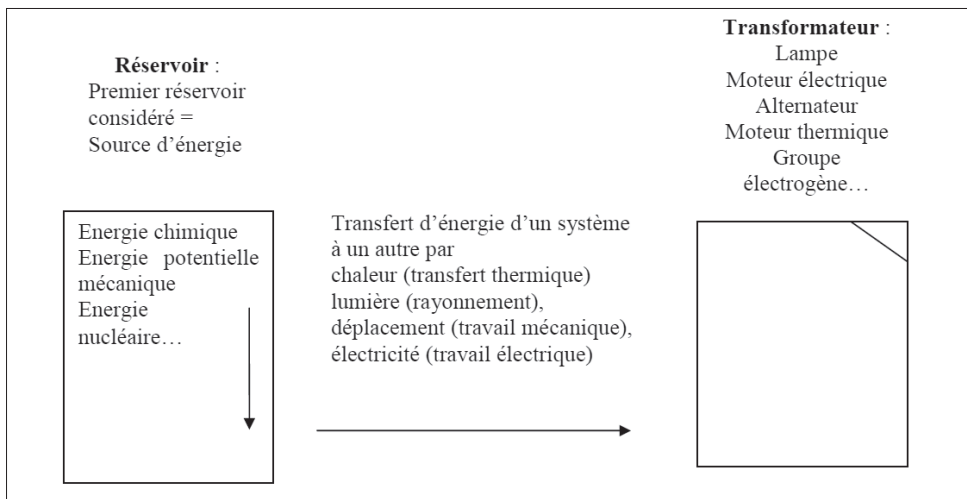 Réservoir :
Premier réservoir
considéré =
Source d’énergie
Energie chimique
Energie potentielle
mécanique
Energie
nucléaire…
Transfert d’énergie d’un système
à un autre par
chaleur (transfert thermique)
lumière (rayonnement),
déplacement (travail mécanique),
électricité (travail électrique)
Transformateur :
Lampe
Moteur électrique
Alternateur
Moteur thermique
Groupe
électrogène…